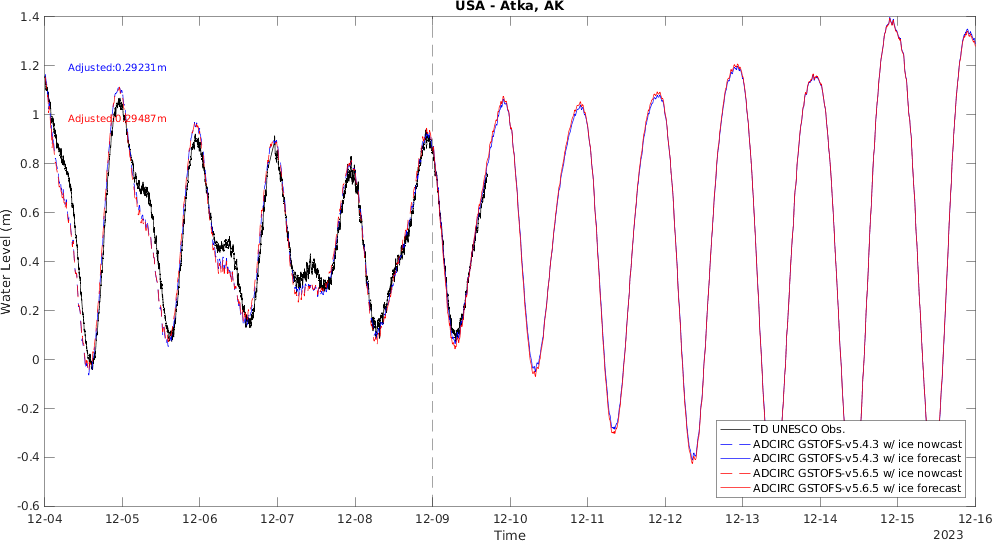 USA - Atka, AK
Adjusted:0.29231m
Adjusted:0.29487m
Water Level (m)
1.4
1.2
1
0.8
0.6
0.4
0.2
0
-0.2
-0.4
-0.6
TD UNESCO Obs.
ADCIRC GSTOFS-v5.4.3 w/ ice nowcast
ADCIRC GSTOFS-v5.4.3 w/ ice forecast
ADCIRC GSTOFS-v5.6.5 w/ ice nowcast
ADCIRC GSTOFS-v5.6.5 w/ ice forecast
12-04 12-05 12-06 12-07 12-08 12-09 12-10 12-11 12-12 12-13 12-14 12-15 12-16
Time
2023